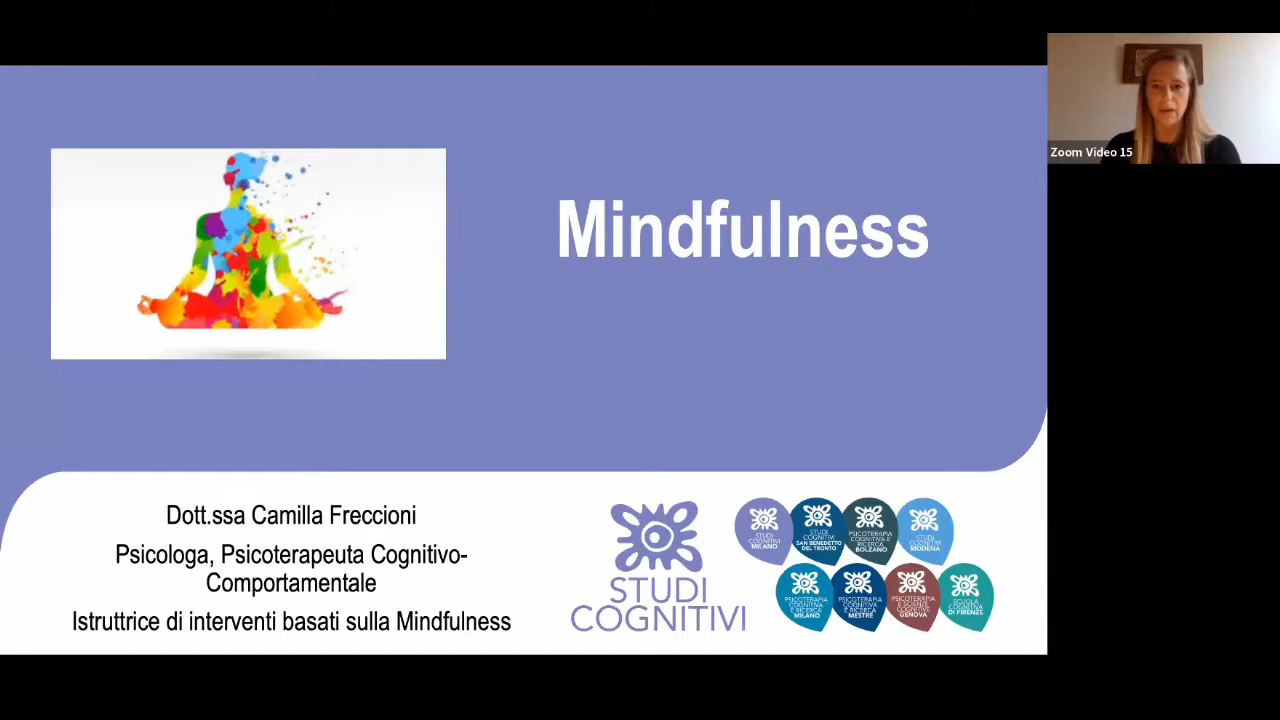 Zoom Video 15
Mindfulness
Dott.ssa Camilla Freccioni
Psicologa, Psicoterapeuta Cognitivo-
Comportamentale
Istruttrice di interventi basati sulla Mindfulness
STUDI
COGNITIVI
STUDI
COGNITIVI
MILANO
STUDI
COGNITIVI
SAN BENEDETTO
DEL TRONTO
PSICOTERAPIA
COGNITIVA E
RICERCA
BOLZANO
STUDI
COGNITIVI
MODENA
PSICOTERAPIA
COGNITIVA
E RICERCA
MILANO
PSICOTERAPIA
COGNITIVA
E RICERCA
MESTRE
PSICOTERAPIA
E SCIENZE
COGNITIVE
GENOVA
SCUOLA
COGNITIVA
DI FIRENZE